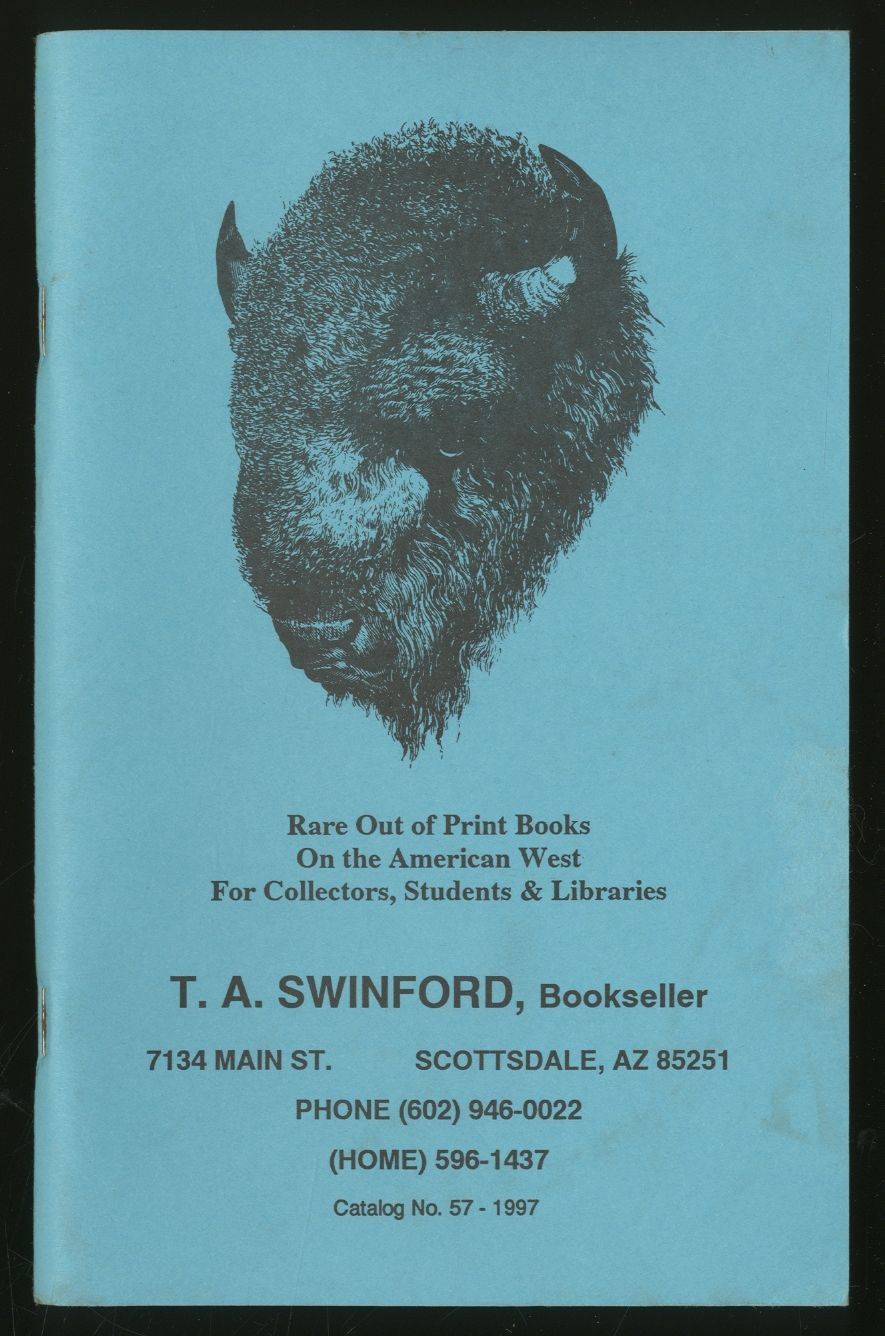 Rare Out of Print Books
On the American West
For Collectors, Students & Libraries
T. A. SWINFORD, Bookseller
7134 MAIN ST. SCOTTSDALE, AZ 85251
PHONE (602) 946-0022
(HOME) 596-1437
Catalog No. 57 - 1997